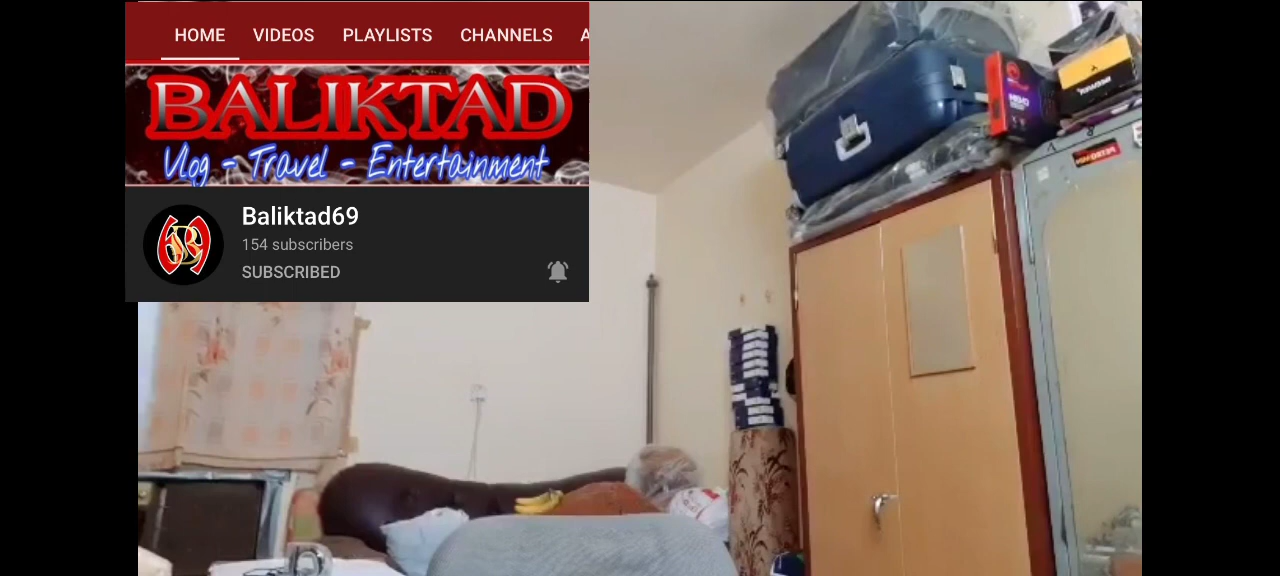 HOME VIDEOS PLAYLISTS CHANNELS A
BALIKTAD
Vlog - Travel - Entertainment
Baliktad69
154 subscribers
SUBSCRIBED